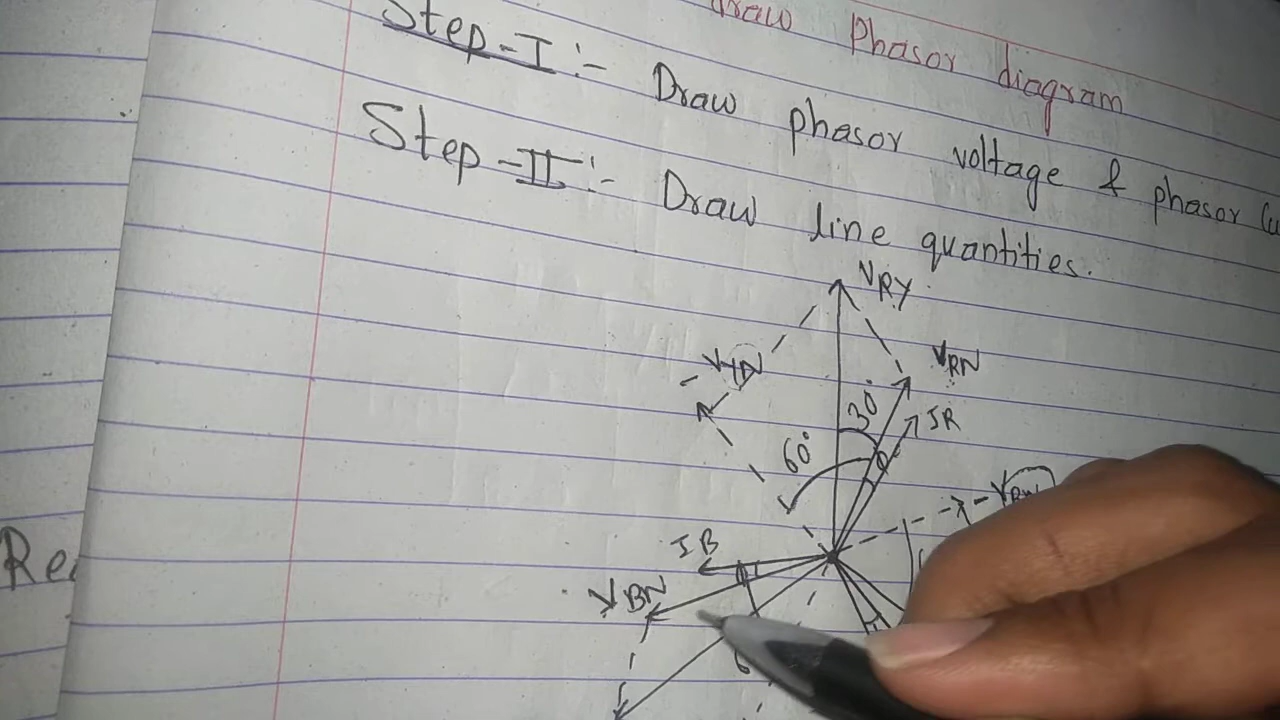 draw Phasor diagram
Step-I :- Draw phasor voltage & phasor
Step-II :- Draw line quantities.
VRY
VRN
30°
IR
60°
IB
VBN